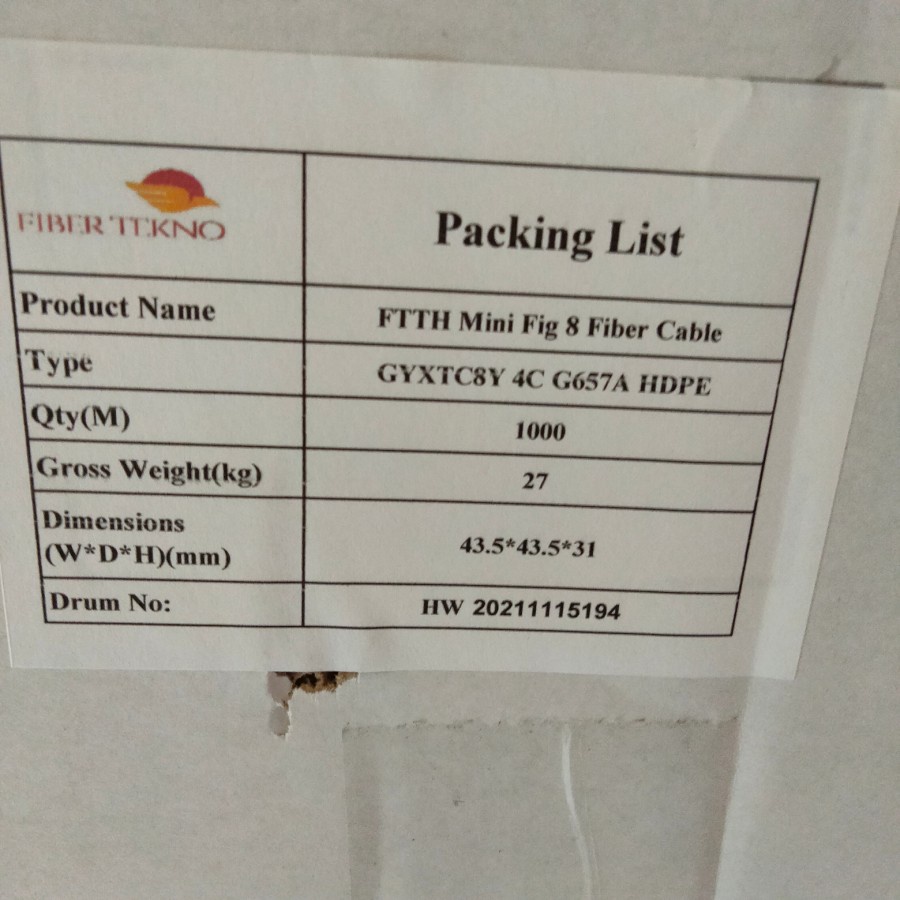 FIBER TEKNO
Packing List
Product Name
FTTH Mini Fig 8 Fiber Cable
Type
GYXTC8Y 4C G657A HDPE
Qty(M)
1000
Gross Weight(kg)
27
Dimensions
(W*D*H)(mm)
43.5*43.5*31
Drum No:
HW 20211115194